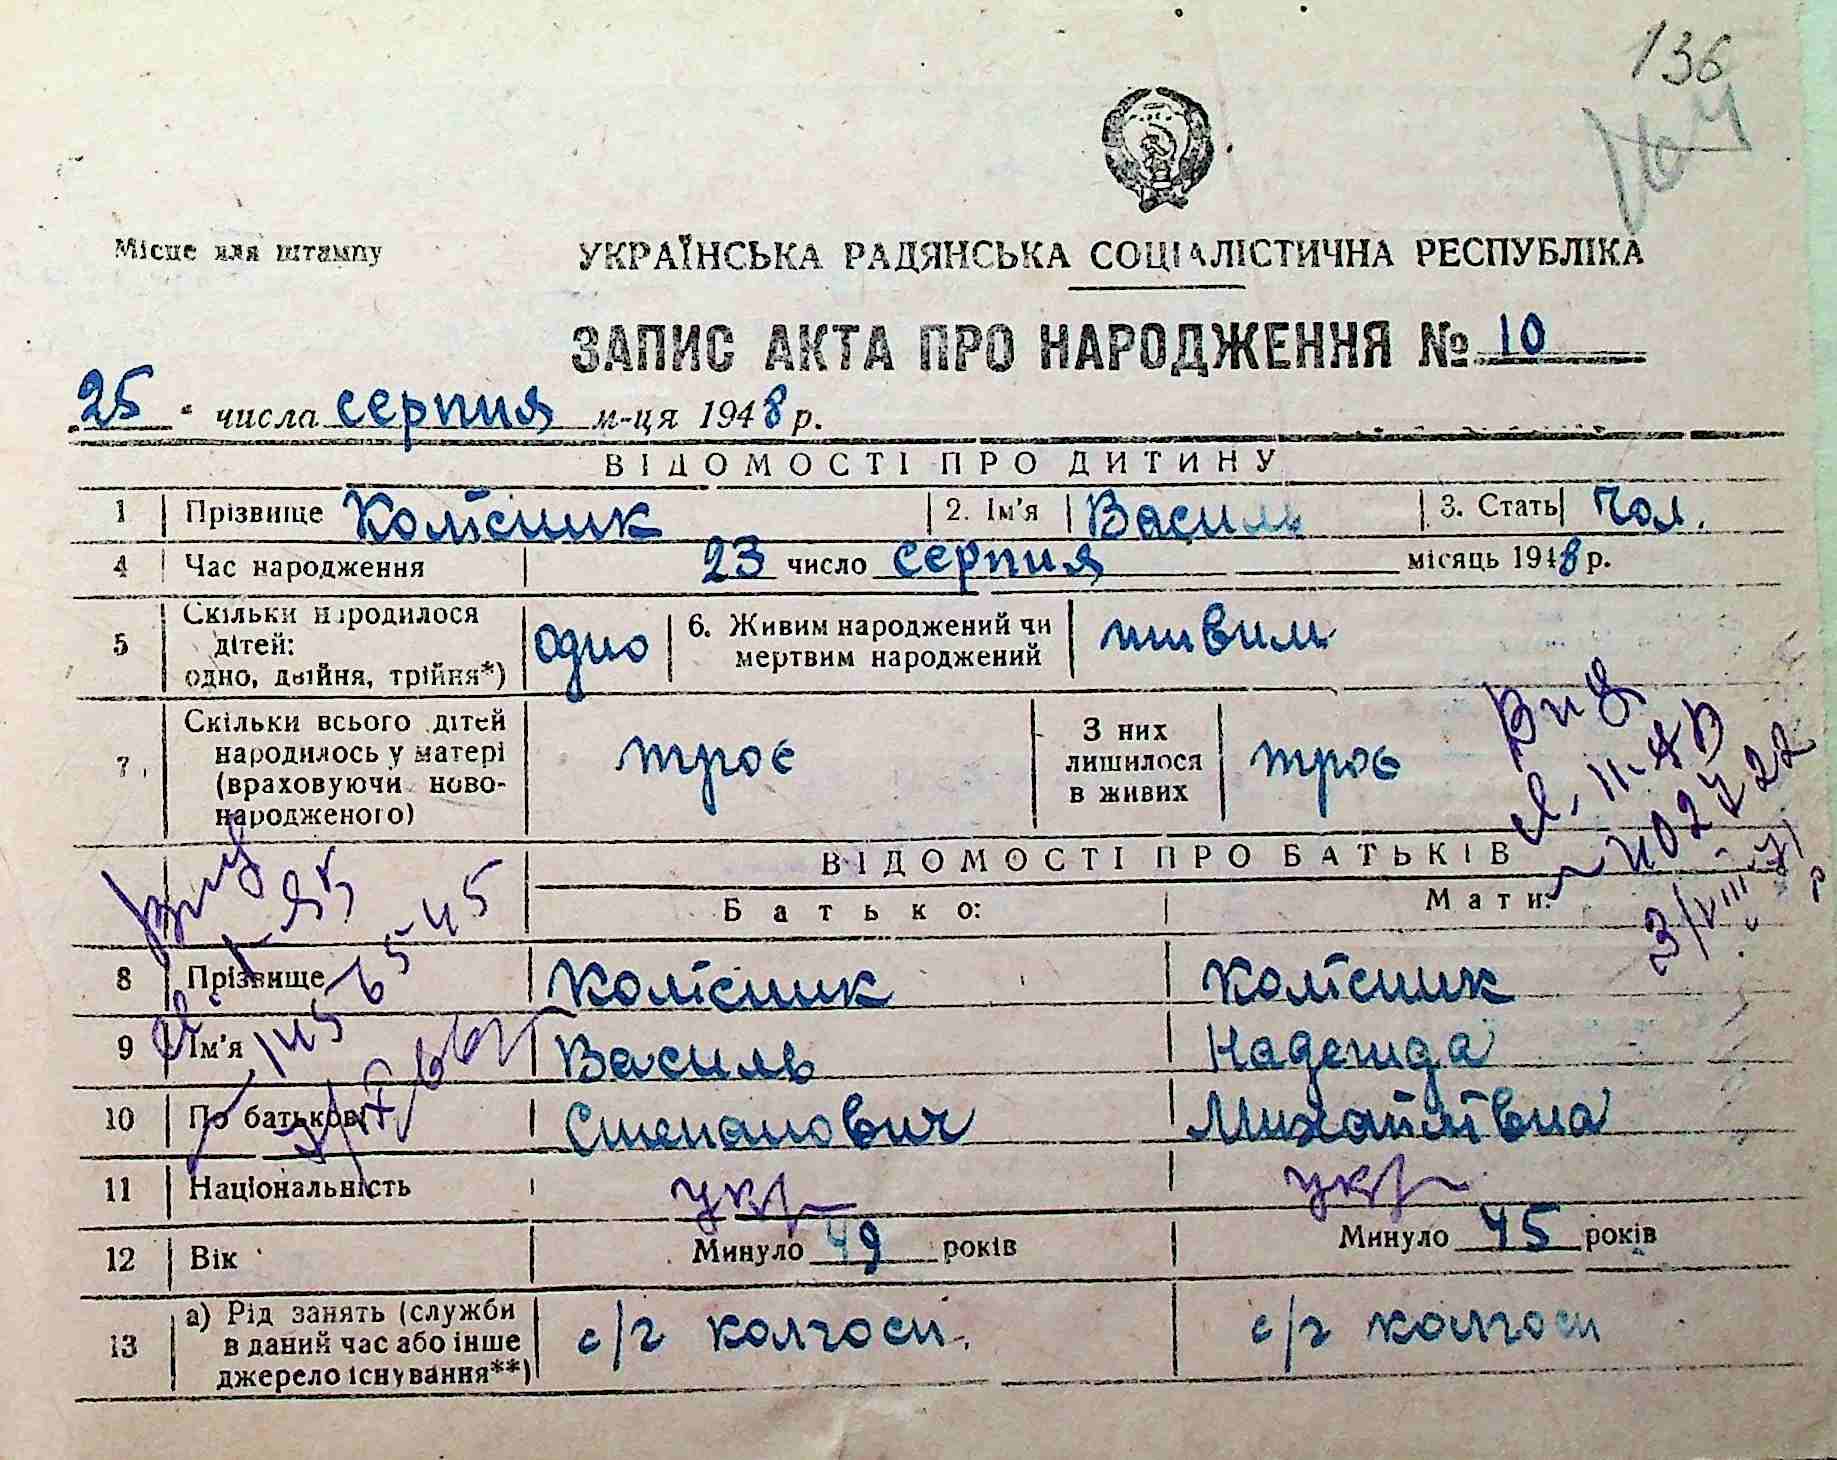 136
164
Місце для штампу
УКРАЇНСЬКА РАДЯНСЬКА СОЦІАЛІСТИЧНА РЕСПУБЛІКА
ЗАПИС АКТА ПРО НАРОДЖЕННЯ № 10
25 числа серпня м-ця 1948 р.
ВІДОМОСТІ ПРО ДИТИНУ
1 Прізвище Колісник 2. Ім'я Василь 3. Стать чол.
4 Час народження 23 число серпня місяць 1948 р.
5 Скільки народилося дітей: одно, двійня, трійня*) одно 6. Живим народжений чи мертвим народжений живим
7 Скільки всього дітей народилось у матері (враховуючи новонародженого) троє З них лишилося в живих троє
ВІДОМОСТІ ПРО БАТЬКІВ
Батько: Мати:
8 Прізвище Колісник Колісник
9 Ім'я Василь Надежда
10 По батькові Степанович Михайлівна
11 Національність укр укр
12 Вік Минуло 49 років Минуло 45 років
13 а) Рід занять (служби в даний час або інше джерело існування**) с/г колгосп с/г колгосп